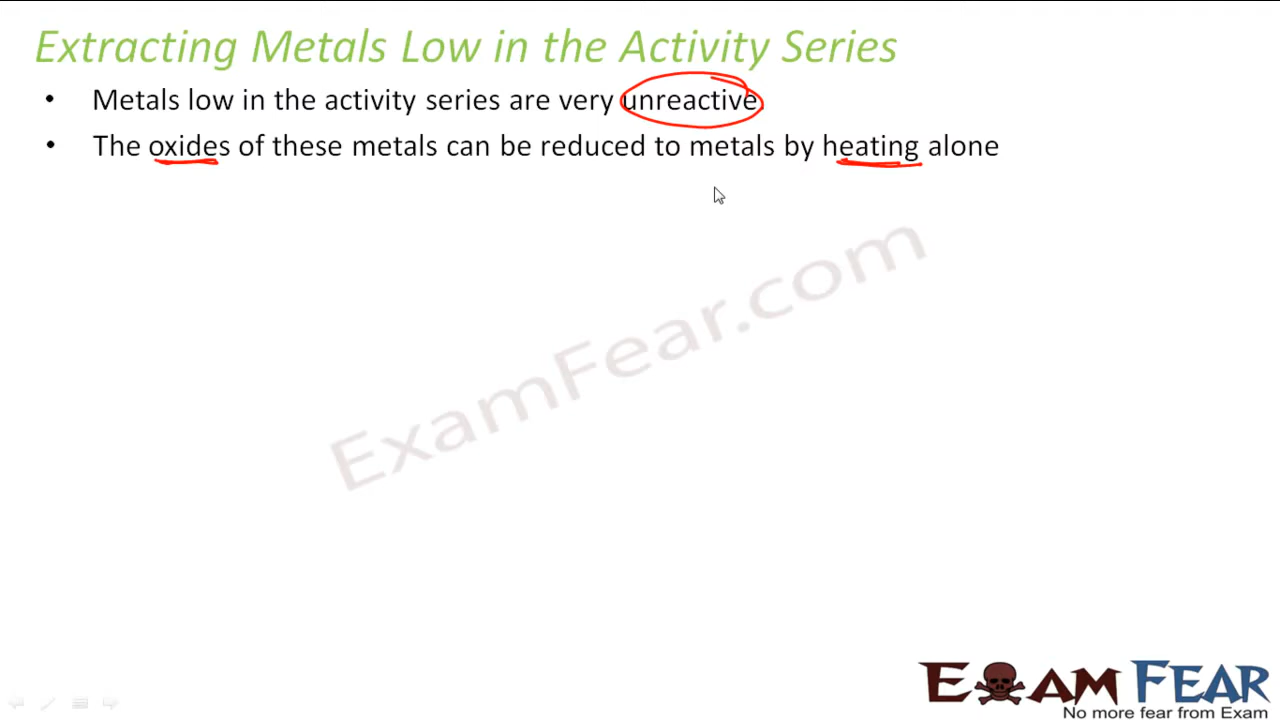 Extracting Metals Low in the Activity Series
• Metals low in the activity series are very unreactive.
• The oxides of these metals can be reduced to metals by heating alone
ExamFear.com
EXAM FEAR
No more fear from Exam